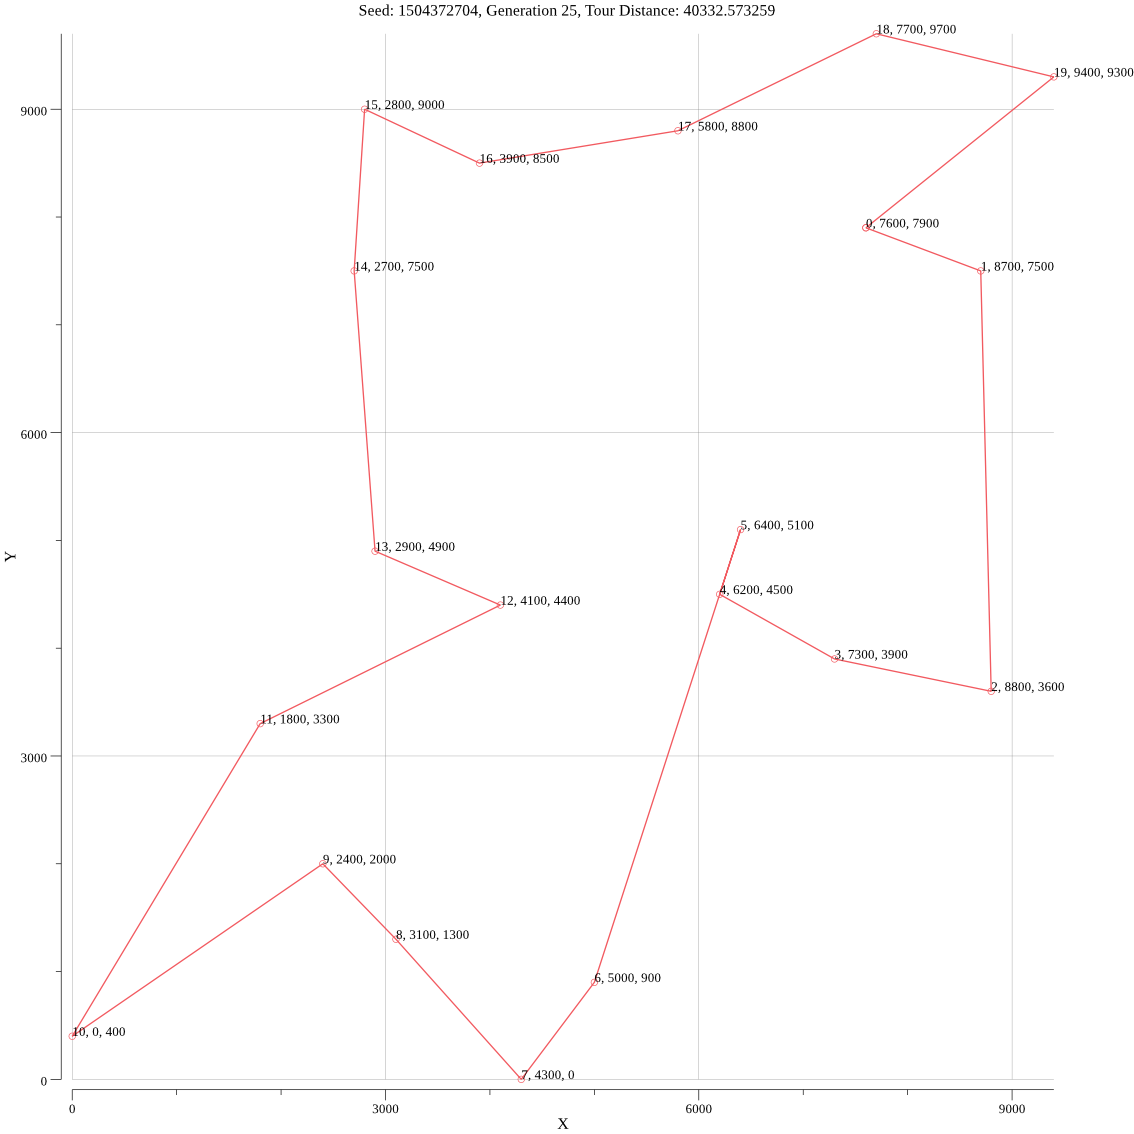 Seed: 1504372704, Generation 25, Tour Distance: 40332.573259
18, 7700, 9700
19, 9400, 9300
15, 2800, 9000
9000
17, 5800, 8800
16, 3900, 8500
0, 7600, 7900
14, 2700, 7500
1, 8700, 7500
6000
5, 6400, 5100
13, 2900, 4900
Y
4, 6200, 4500
12, 4100, 4400
3, 7300, 3900
2, 8800, 3600
11, 1800, 3300
3000
9, 2400, 2000
8, 3100, 1300
6, 5000, 900
10, 0, 400
7, 4300, 0
0
0
3000
6000
9000
X